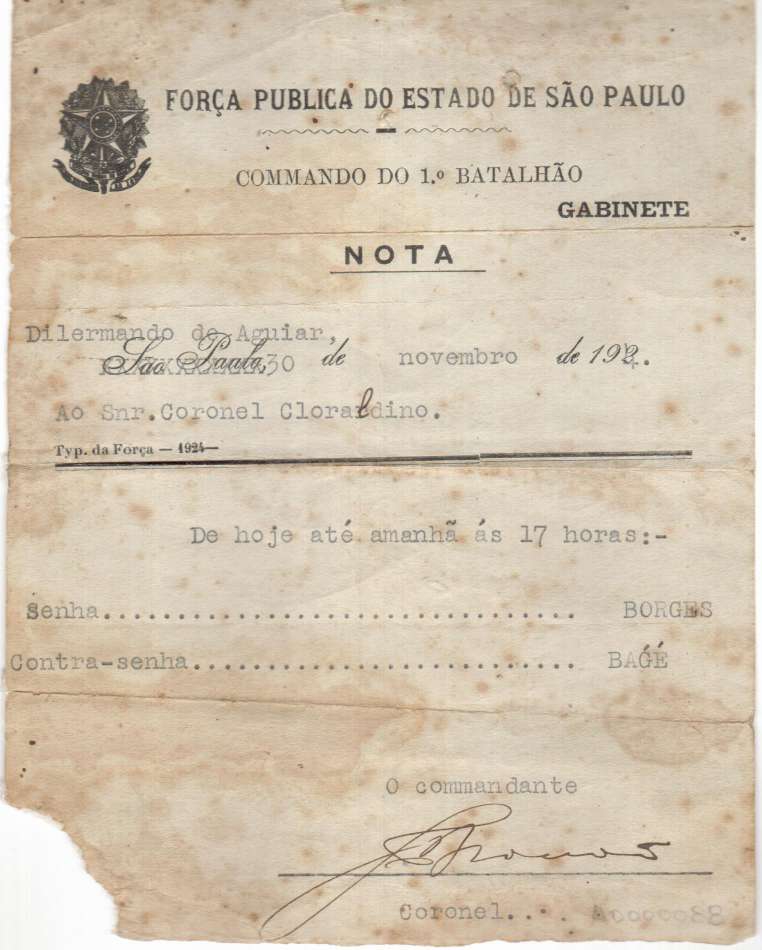 FORÇA PUBLICA DO ESTADO DE SÃO PAULO
COMMANDO DO 1.º BATALHÃO
GABINETE
NOTA
Dilermando de Aguiar,
São Paulo, 30 de novembro de 192 .
Ao Snr.Coronel Cloraldino.
Typ. da Força — 1924—
De hoje até amanhã ás 17 horas:-
Senha................................ BORGES
Contra-senha.......................... BAGÉ
O commandante
Coronel.... A0000088